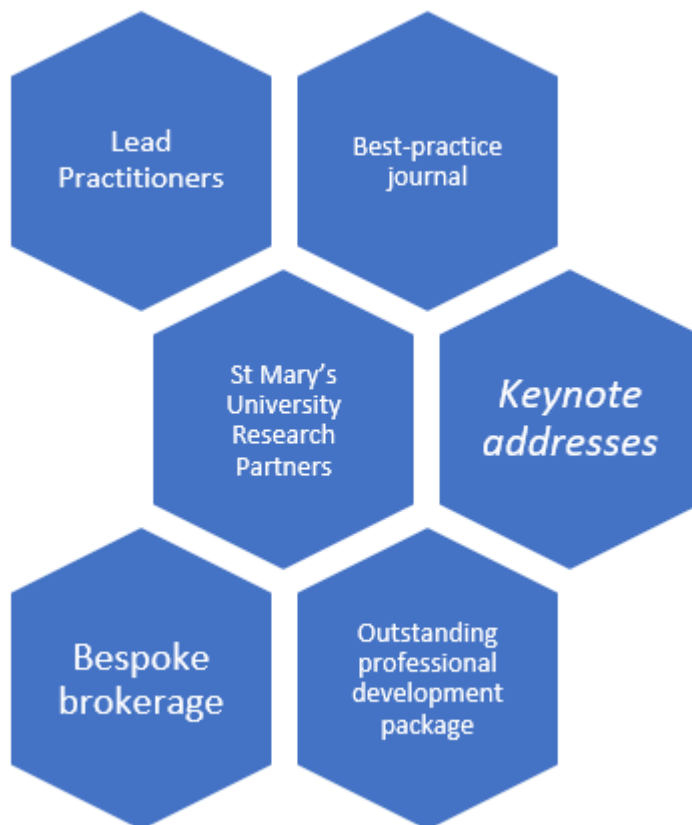 Lead
Practitioners
Best-practice
journal
St Mary’s
University
Research
Partners
Keynote
addresses
Bespoke
brokerage
Outstanding
professional
development
package